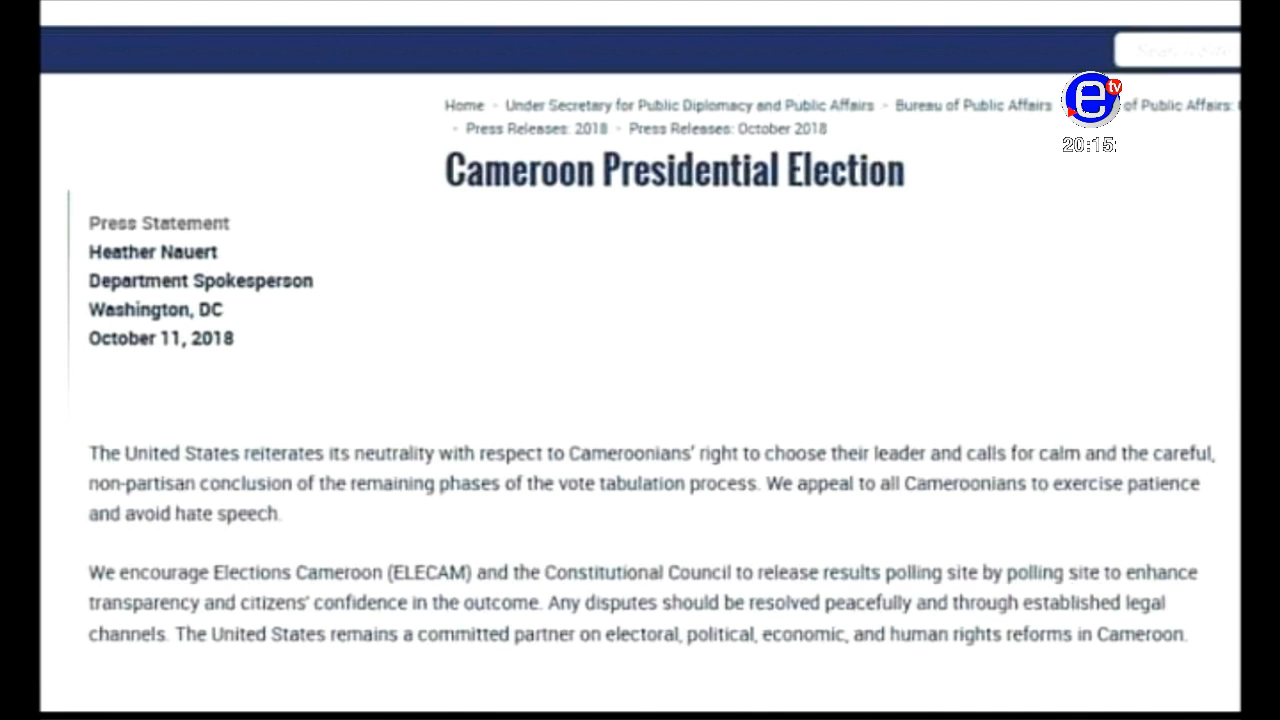 Home · Under Secretary for Public Diplomacy and Public Affairs · Bureau of Public Affairs of Public Affairs:
· Press Releases: 2018 · Press Releases: October 2018
e tv
20:15
Cameroon Presidential Election
Press Statement
Heather Nauert
Department Spokesperson
Washington, DC
October 11, 2018
The United States reiterates its neutrality with respect to Cameroonians' right to choose their leader and calls for calm and the careful,
non-partisan conclusion of the remaining phases of the vote tabulation process. We appeal to all Cameroonians to exercise patience
and avoid hate speech.
We encourage Elections Cameroon (ELECAM) and the Constitutional Council to release results polling site by polling site to enhance
transparency and citizens' confidence in the outcome. Any disputes should be resolved peacefully and through established legal
channels. The United States remains a committed partner on electoral, political, economic, and human rights reforms in Cameroon.